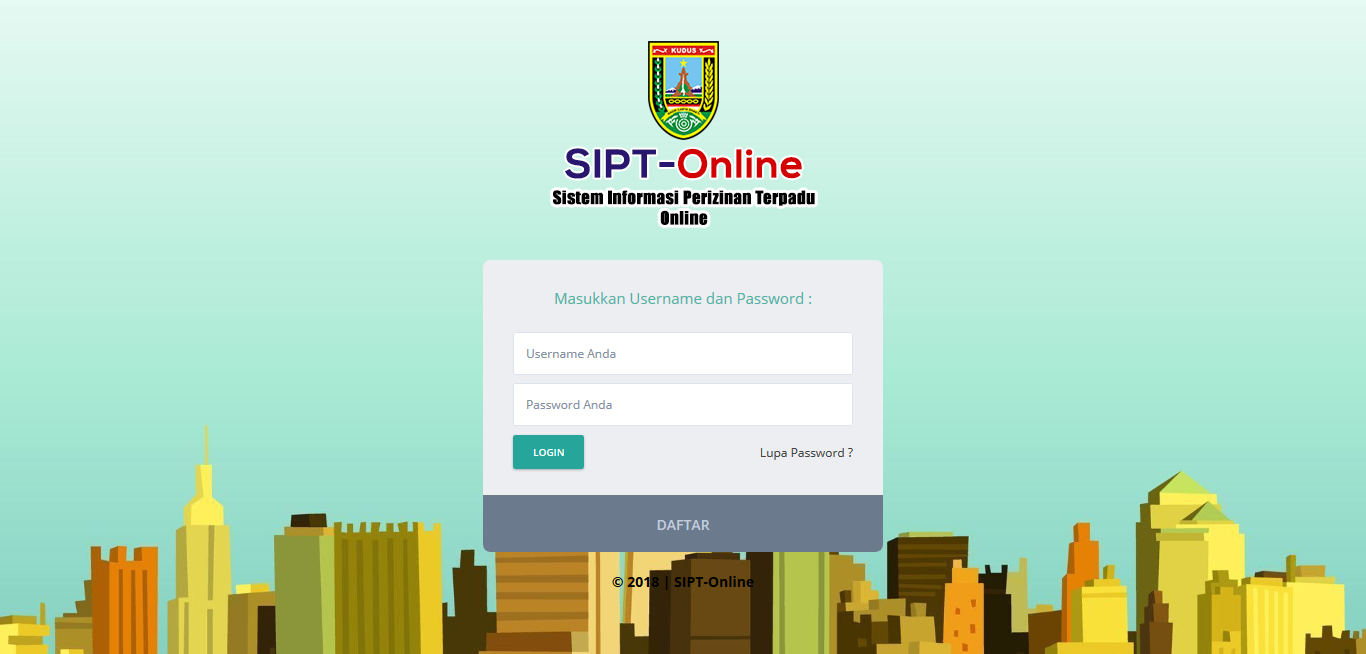 KUDUS
SIPT-Online
Sistem Informasi Perizinan Terpadu
Online
Masukkan Username dan Password :
Username Anda
Password Anda
LOGIN
Lupa Password ?
DAFTAR
© 2018 | SIPT-Online